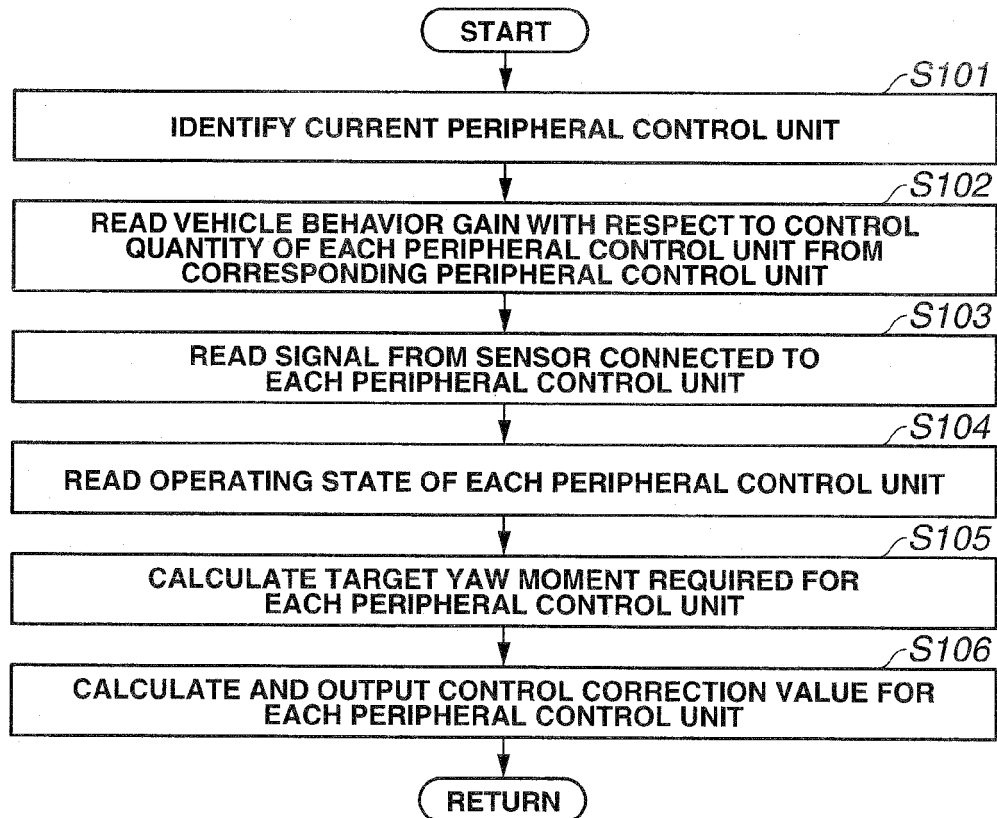 START
S101
IDENTIFY CURRENT PERIPHERAL CONTROL UNIT
S102
READ VEHICLE BEHAVIOR GAIN WITH RESPECT TO CONTROL
QUANTITY OF EACH PERIPHERAL CONTROL UNIT FROM
CORRESPONDING PERIPHERAL CONTROL UNIT
S103
READ SIGNAL FROM SENSOR CONNECTED TO
EACH PERIPHERAL CONTROL UNIT
S104
READ OPERATING STATE OF EACH PERIPHERAL CONTROL UNIT
S105
CALCULATE TARGET YAW MOMENT REQUIRED FOR
EACH PERIPHERAL CONTROL UNIT
S106
CALCULATE AND OUTPUT CONTROL CORRECTION VALUE FOR
EACH PERIPHERAL CONTROL UNIT
RETURN